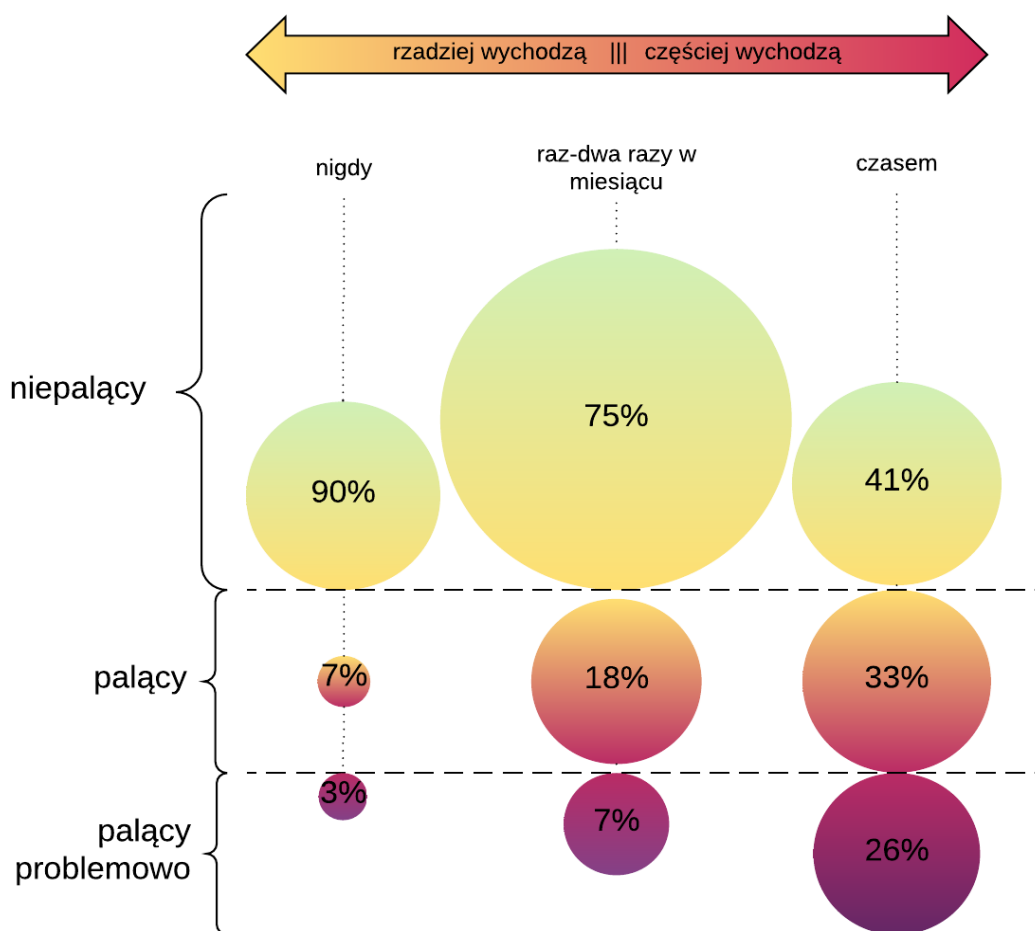 rzadziej wychodzą ||| częściej wychodzą
nigdy
raz-dwa razy w
miesiącu
czasem
niepalący
90%
75%
41%
palący
7%
18%
33%
palący
problemowo
3%
7%
26%